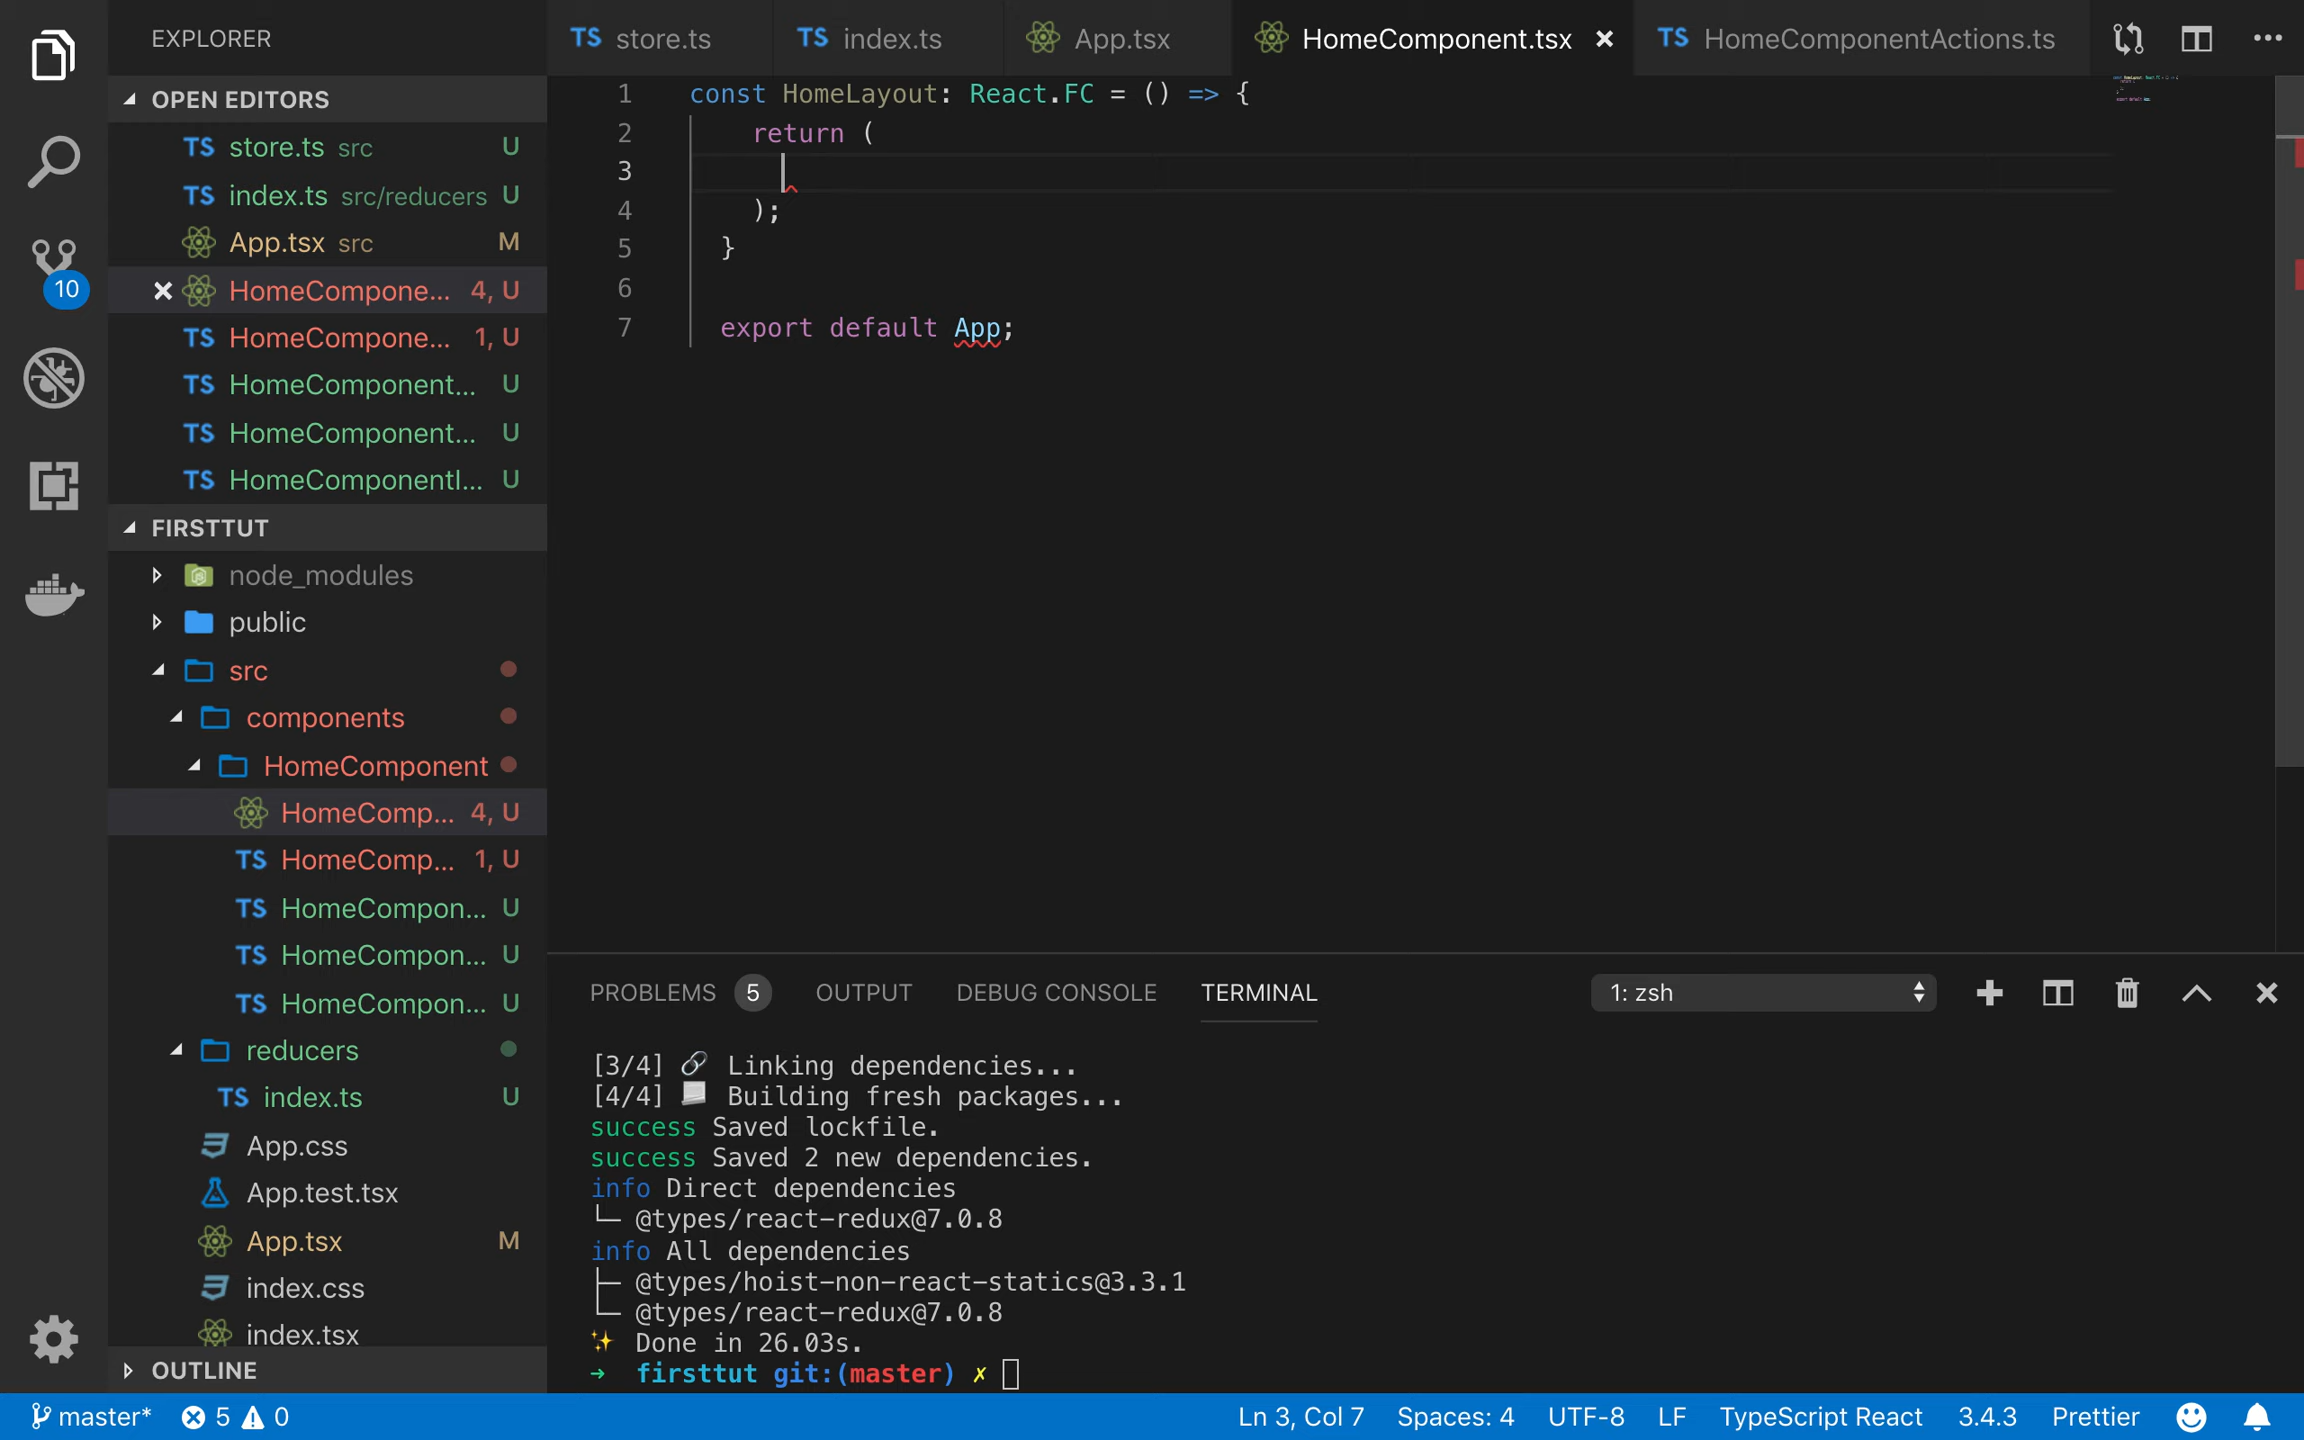 EXPLORER
OPEN EDITORS
TS store.ts src U
TS index.ts src/reducers U
App.tsx src M
HomeCompone... 4, U
TS HomeCompone... 1, U
TS HomeComponent... U
TS HomeComponent... U
TS HomeComponentI... U
FIRSTTUT
node_modules
public
src
components
HomeComponent
HomeComp... 4, U
TS HomeComp... 1, U
TS HomeCompon... U
TS HomeCompon... U
TS HomeCompon... U
reducers
TS index.ts U
App.css
App.test.tsx
App.tsx M
index.css
index.tsx
OUTLINE
10
TS store.ts TS index.ts App.tsx HomeComponent.tsx TS HomeComponentActions.ts
1 const HomeLayout: React.FC = () => {
2 return (
3
4 );
5 }
6
7 export default App;
PROBLEMS 5 OUTPUT DEBUG CONSOLE TERMINAL 1: zsh
[3/4] 🔗 Linking dependencies...
[4/4] 📃 Building fresh packages...
success Saved lockfile.
success Saved 2 new dependencies.
info Direct dependencies
└─ @types/react-redux@7.0.8
info All dependencies
├─ @types/hoist-non-react-statics@3.3.1
└─ @types/react-redux@7.0.8
✨ Done in 26.03s.
➜ firsttut git:(master) ✗
master* 5 0 Ln 3, Col 7 Spaces: 4 UTF-8 LF TypeScript React 3.4.3 Prettier